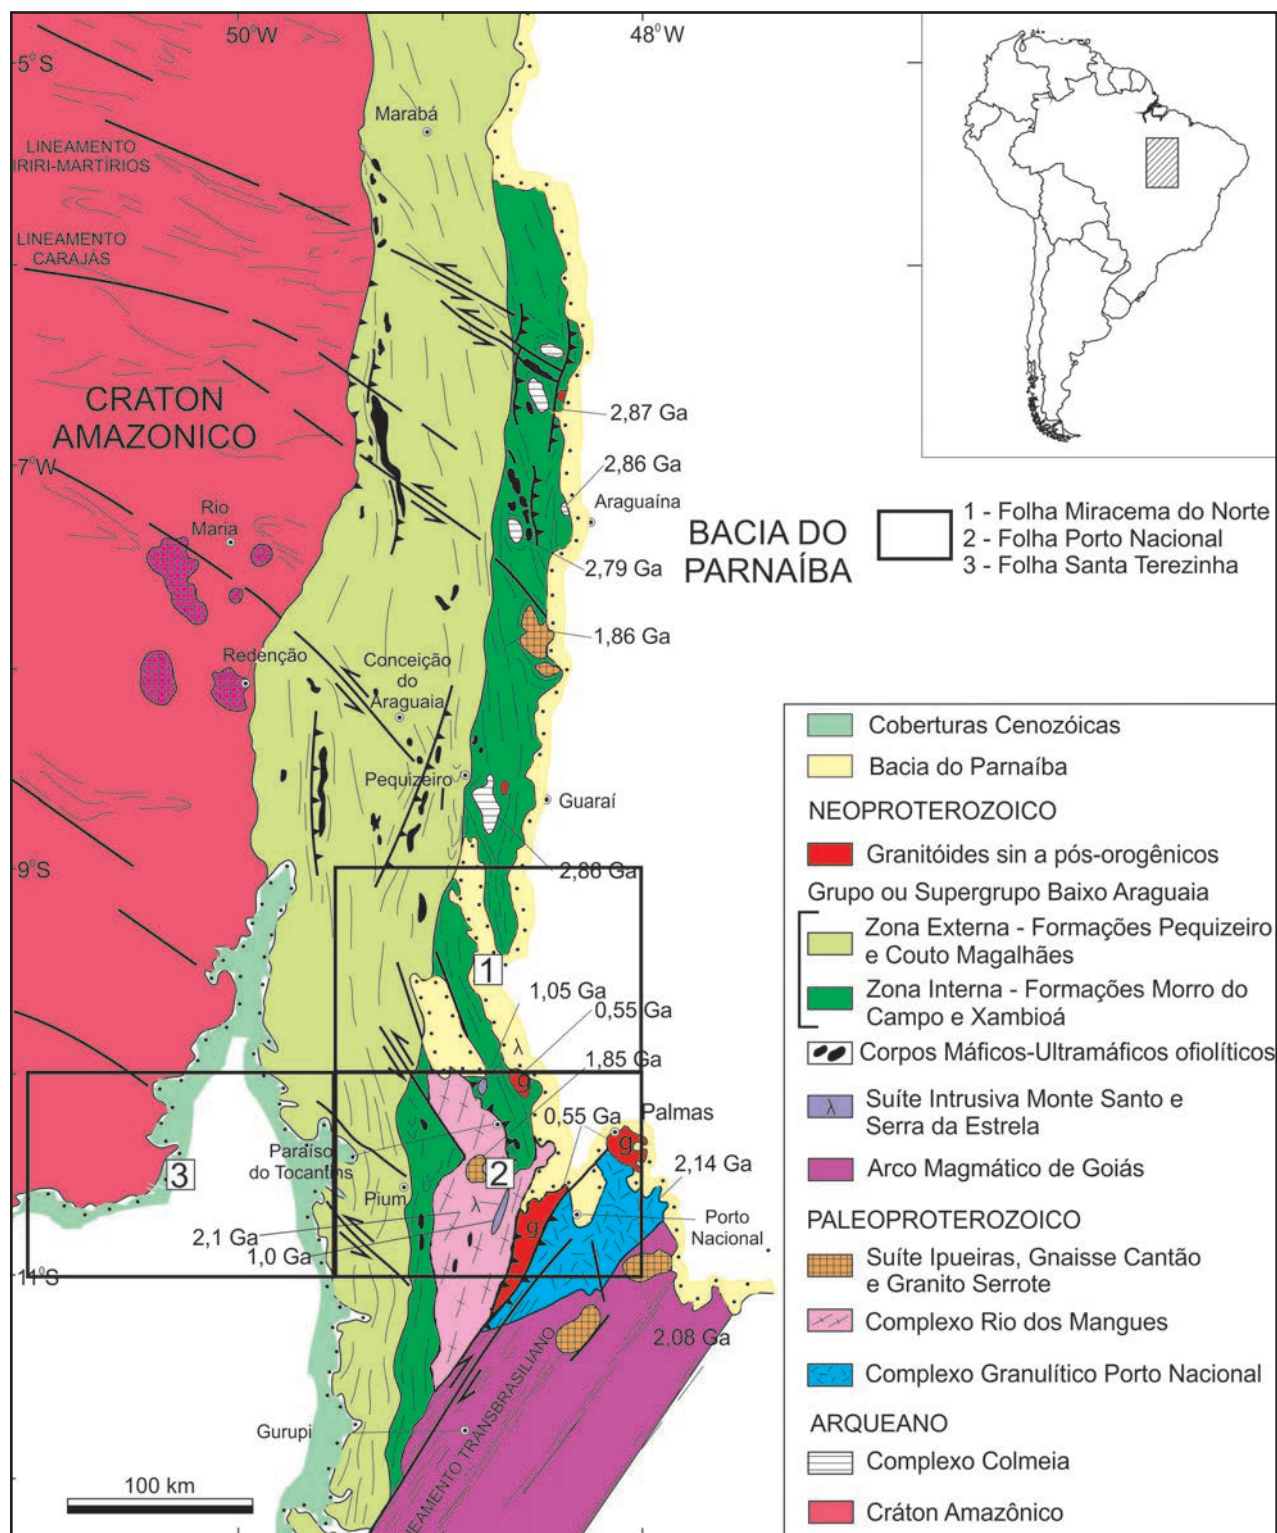 50⁰W
48⁰W
5⁰S
Marabá
LINEAMENTO
IRIRI-MARTÍRIOS
LINEAMENTO
CARAJÁS
CRATON
AMAZONICO
2,87 Ga
7⁰W
2,86 Ga
Araguaína
Rio
Maria
BACIA DO
PARNAÍBA
1 - Folha Miracema do Norte
2 - Folha Porto Nacional
3 - Folha Santa Terezinha
2,79 Ga
1,86 Ga
Redenção
Conceição
do
Araguaia
Pequizeiro
Guaraí
9⁰S
2,86 Ga
1
1,05 Ga
0,55 Ga
λ
1,85 Ga
g
0,55 Ga
Palmas
g
Paraíso
do Tocantins
3
2
2,14 Ga
Pium
λ
g
Porto
Nacional
2,1 Ga
1,0 Ga
11⁰S
2,08 Ga
Gurupi
LINEAMENTO TRANSBRASILIANO
100 km
Coberturas Cenozóicas
Bacia do Parnaíba
NEOPROTEROZOICO
Granitóides sin a pós-orogênicos
Grupo ou Supergrupo Baixo Araguaia
Zona Externa - Formações Pequizeiro
e Couto Magalhães
Zona Interna - Formações Morro do
Campo e Xambioá
Corpos Máficos-Ultramáficos ofiolíticos
λ
Suíte Intrusiva Monte Santo e
Serra da Estrela
Arco Magmático de Goiás
PALEOPROTEROZOICO
Suíte Ipueiras, Gnaisse Cantão
e Granito Serrote
Complexo Rio dos Mangues
Complexo Granulítico Porto Nacional
ARQUEANO
Complexo Colmeia
Cráton Amazônico